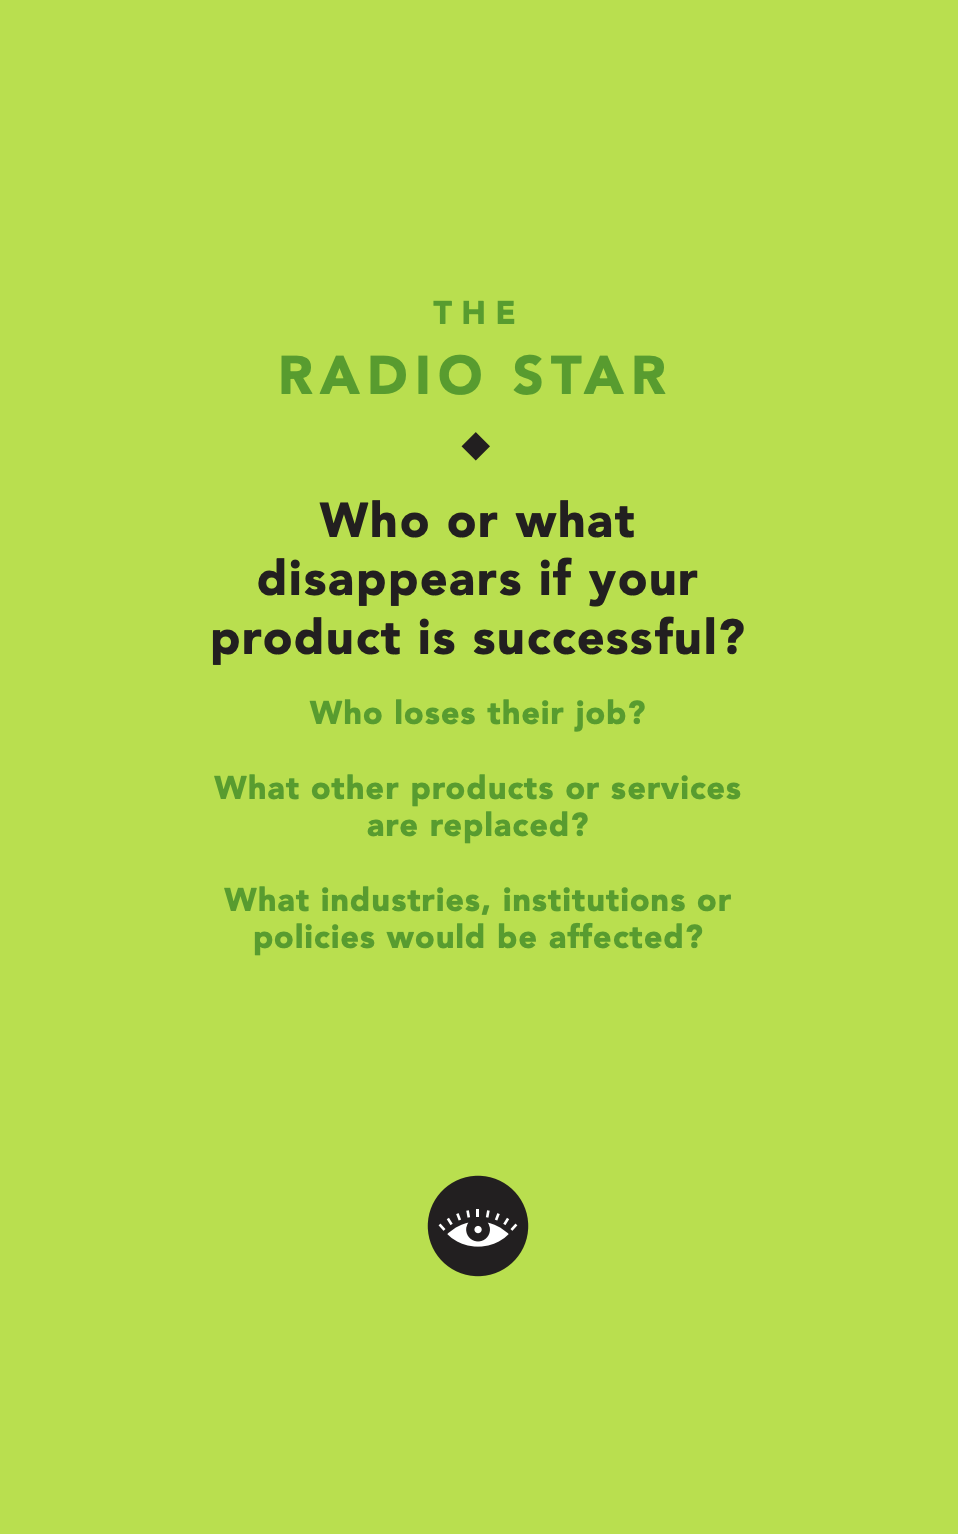 THE
RADIO STAR
Who or what
disappears if your
product is successful?
Who loses their job?
What other products or services
are replaced?
What industries, institutions or
policies would be affected?